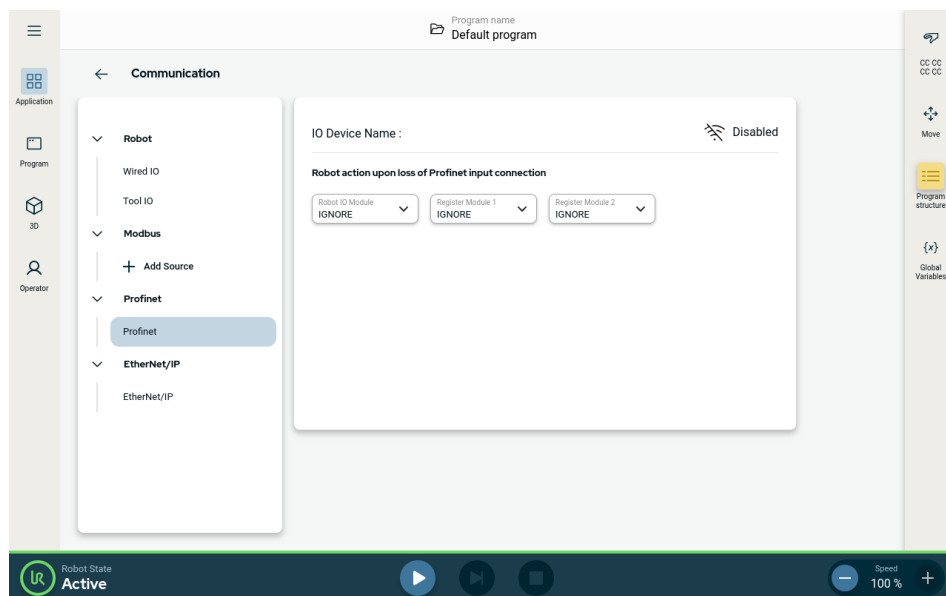 Program name
Default program
Application
Program
3D
Operator
Communication
Robot
Wired IO
Tool IO
Modbus
Add Source
Profinet
Profinet
EtherNet/IP
EtherNet/IP
IO Device Name :
Disabled
Robot action upon loss of Profinet input connection
Robot IO Module
IGNORE
Register Module 1
IGNORE
Register Module 2
IGNORE
CC CC
CC CC
Move
Program
structure
{x}
Global
Variables
UR
Robot State
Active
Speed
100 %